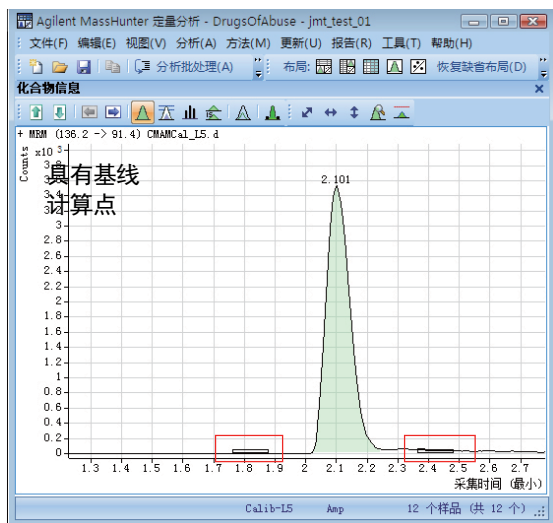 Agilent MassHunter 定量分析 - DrugsOfAbuse - jmt_test_01
文件(F) 编辑(E) 视图(V) 分析(A) 方法(M) 更新(U) 报告(R) 工具(T) 帮助(H)
分析批处理(A) 布局: 恢复缺省布局(D)
化合物信息
+ MRM (136.2 -> 91.4) CMAMCal_L5.d
Counts
x10 3
具有基线
计算点
2.101
3.8
3.4
3.2
3
2.8
2.6
2.4
2.2
2
1.8
1.6
1.4
1.2
1
0.8
0.6
0.4
0.2
0
1.3 1.4 1.5 1.6 1.7 1.8 1.9 2 2.1 2.2 2.3 2.4 2.5 2.6 2.7
采集时间 (最小)
Calib-L5 Amp 12 个样品 (共 12 个)